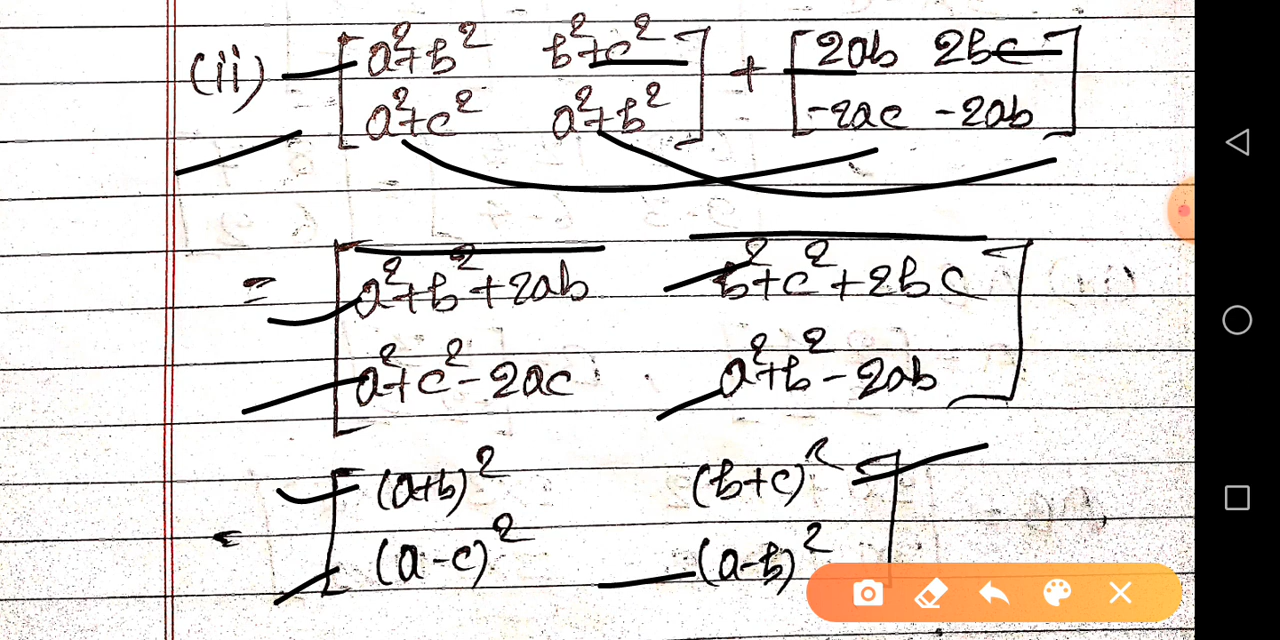 (ii) [a²+b² b²+c²] + [2ab 2bc]
[a²+c² a²+b²] [-2ac -2ab]
= [a²+b²+2ab b²+c²+2bc]
[a²+c²-2ac a²+b²-2ab]
= [(a+b)² (b+c)²]
[(a-c)² (a-b)²]